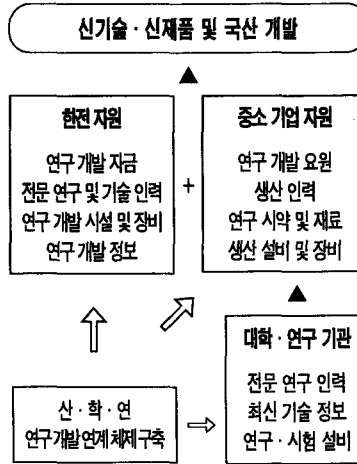 신기술 · 신제품 및 국산 개발
한전 자원
연구 개발 자금
전문 연구 및 기술 인력
연구 개발 시설 및 장비
연구 개발 정보
+
중소 기업 자원
연구 개발 요원
생산 인력
연구 시약 및 재료
생산 설비 및 장비
대학 · 연구 기관
전문 연구 인력
최신 기술 정보
연구 · 시험 설비
산 · 학 · 연
연구개발연계체제구축